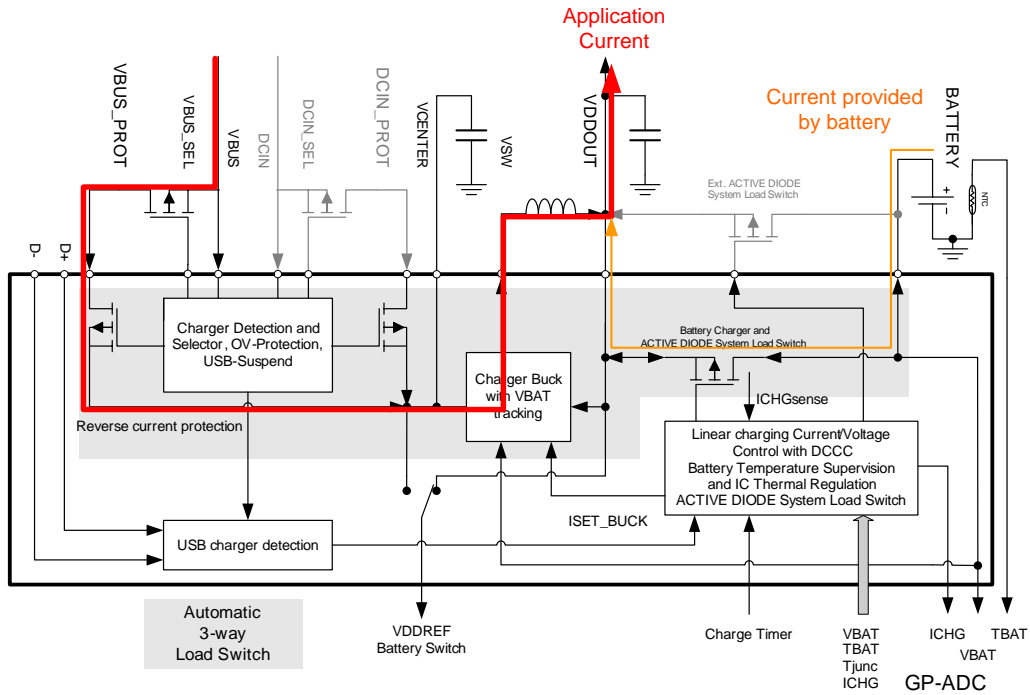 Application
Current
VBUS_PROT
VBUS_SEL
VBUS
DCIN
DCIN_SEL
DCIN_PROT
VCENTER
VSW
VDDOUT
Current provided
by battery
BATTERY
Ext. ACTIVE DIODE
System Load Switch
+
−
NTC
D-
D+
Charger Detection and
Selector, OV-Protection,
USB-Suspend
Battery Charger and
ACTIVE DIODE System Load Switch
Charger Buck
with VBAT
tracking
ICHGsense
Reverse current protection
Linear charging Current/Voltage
Control with DCCC
Battery Temperature Supervision
and IC Thermal Regulation
ACTIVE DIODE System Load Switch
ISET_BUCK
USB charger detection
Automatic
3-way
Load Switch
VDDREF
Battery Switch
Charge Timer
VBAT
TBAT
Tjunc
ICHG
ICHG
VBAT
TBAT
GP-ADC